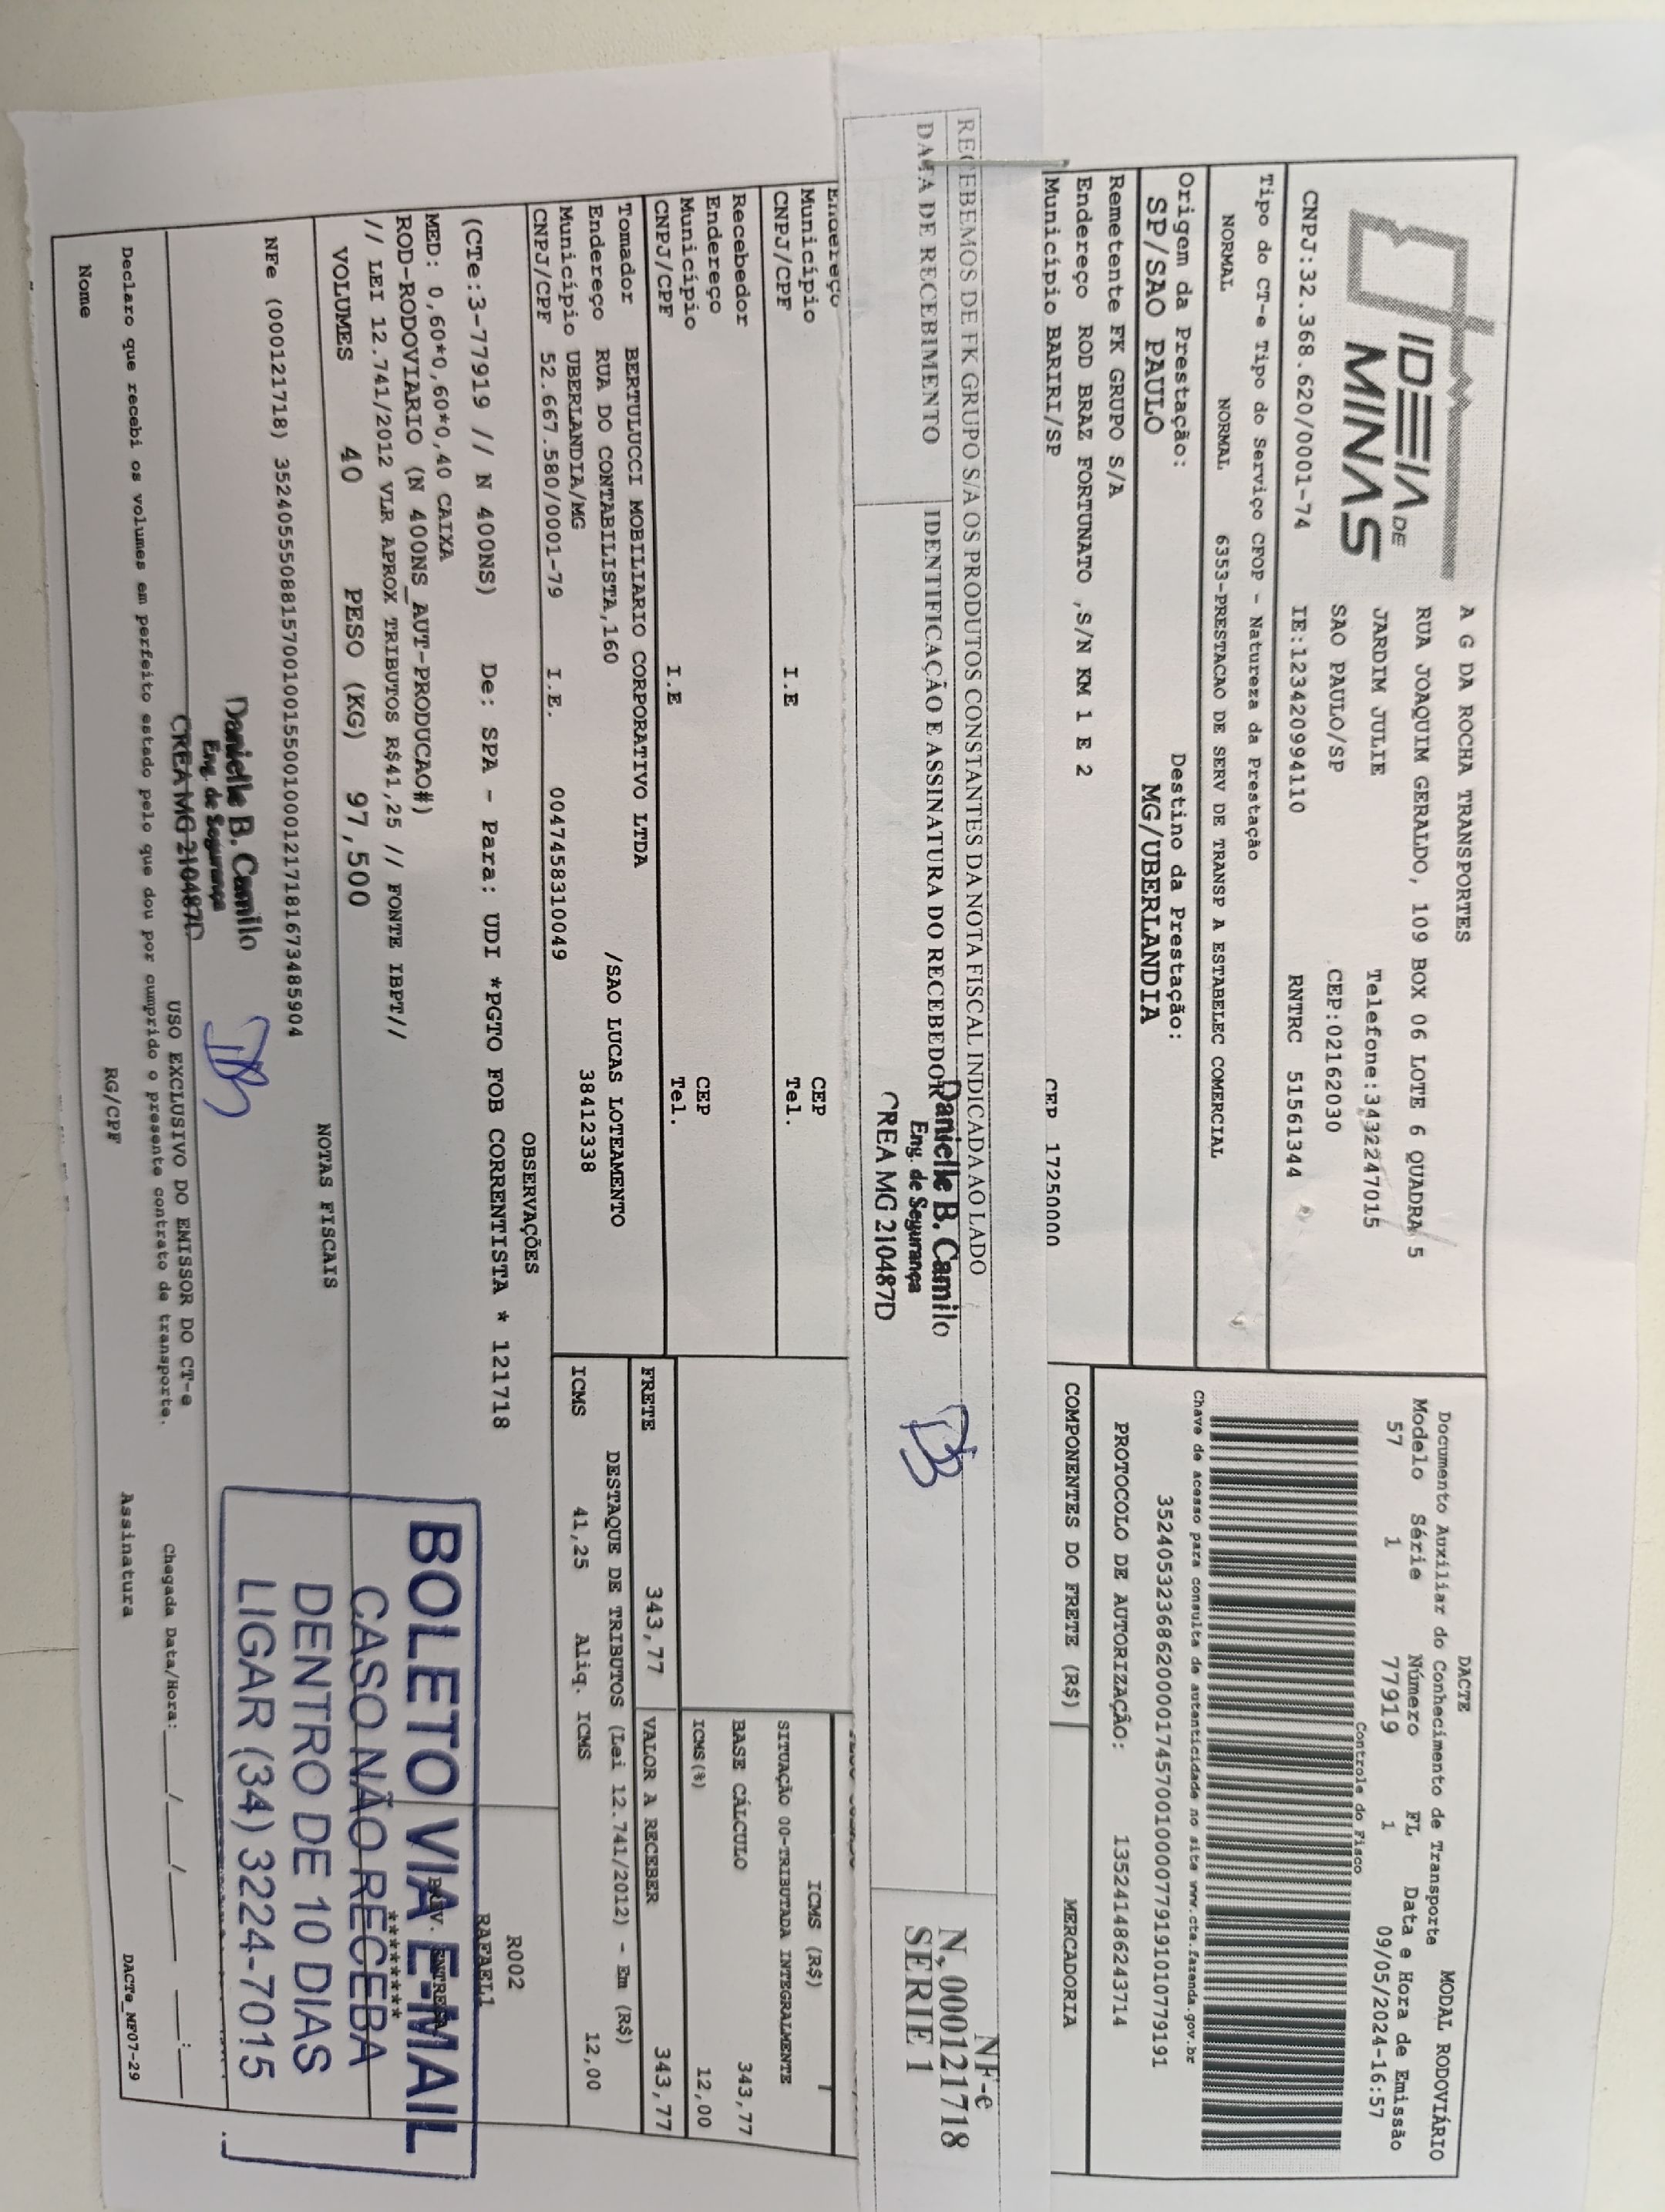 IDEIA DE
MINAS
CNPJ:32.368.620/0001-74
A G DA ROCHA TRANSPORTES
RUA JOAQUIM GERALDO, 109 BOX 06 LOTE 6 QUADRA 5
JARDIM JULIE Telefone:3432247015
SAO PAULO/SP CEP:02162030
IE:123420994110 RNTRC 51561344
DACTE MODAL RODOVIÁRIO
Documento Auxiliar do Conhecimento de Transporte
Modelo Série Número FL Data e Hora de Emissão
57 1 77919 1 09/05/2024-16:57
Controle do Fisco
Chave de acesso para consulta de autenticidade no site www.cte.fazenda.gov.br
35240532368620000174570010000779191010779191
PROTOCOLO DE AUTORIZAÇÃO: 135241486243714
Tipo do CT-e Tipo do Serviço CFOP - Natureza da Prestação
NORMAL NORMAL 6353-PRESTACAO DE SERV DE TRANSP A ESTABELEC COMERCIAL
Origem da Prestação: Destino da Prestação:
SP/SAO PAULO MG/UBERLANDIA
Remetente FK GRUPO S/A
Endereço ROD BRAZ FORTUNATO ,S/N KM 1 E 2
Município BARIRI/SP CEP 17250000
COMPONENTES DO FRETE (R$) MERCADORIA
RECEBEMOS DE FK GRUPO S/A OS PRODUTOS CONSTANTES DA NOTA FISCAL INDICADA AO LADO
DATA DE RECEBIMENTO IDENTIFICAÇÃO E ASSINATURA DO RECEBEDOR
Danielle B. Camilo
Eng. de Segurança
CREA MG 210487D
NF-e
N. 000121718
SERIE 1
Endereço
Município CEP
CNPJ/CPF I.E Tel.
Recebedor
Endereço
Município CEP
CNPJ/CPF I.E Tel.
Tomador BERTULUCCI MOBILIARIO CORPORATIVO LTDA
Endereço RUA DO CONTABILISTA,160 /SAO LUCAS LOTEAMENTO
Município UBERLANDIA/MG 38412338
CNPJ/CPF 52.667.580/0001-79 I.E. 0047458310049
ICMS (R$)
SITUAÇÃO 00-TRIBUTADA INTEGRALMENTE
BASE CÁLCULO 343,77
ICMS(%) 12,00
FRETE 343,77 VALOR A RECEBER 343,77
DESTAQUE DE TRIBUTOS (Lei 12.741/2012) - Em (R$)
ICMS 41,25 Aliq. ICMS 12,00
OBSERVAÇÕES
(CTe:3-77919 // N 400NS) De: SPA - Para: UDI *PGTO FOB CORRENTISTA * 121718
MED: 0,60*0,60*0,40 CAIXA
ROD-RODOVIARIO (N 400NS_AUT-PRODUCAO#)
// LEI 12.741/2012 VLR APROX TRIBUTOS R$41,25 // FONTE IBPT//
R002
RAFAEL1
PREV. ENTREGA
********
VOLUMES 40 PESO (KG) 97,500
NOTAS FISCAIS
NFe (000121718) 35240555088157001001550010001217181673485904
Danielle B. Camilo
Eng. de Segurança
CREA MG 210487D
BOLETO VIA E-MAIL
CASO NÃO RECEBA
DENTRO DE 10 DIAS
LIGAR (34) 3224-7015
USO EXCLUSIVO DO EMISSOR DO CT-e
Declaro que recebi os volumes em perfeito estado pelo que dou por cumprido o presente contrato de transporte.
Chegada Data/Hora:___/___/_____ ___:___
Nome RG/CPF Assinatura
DACTe_NF07-29